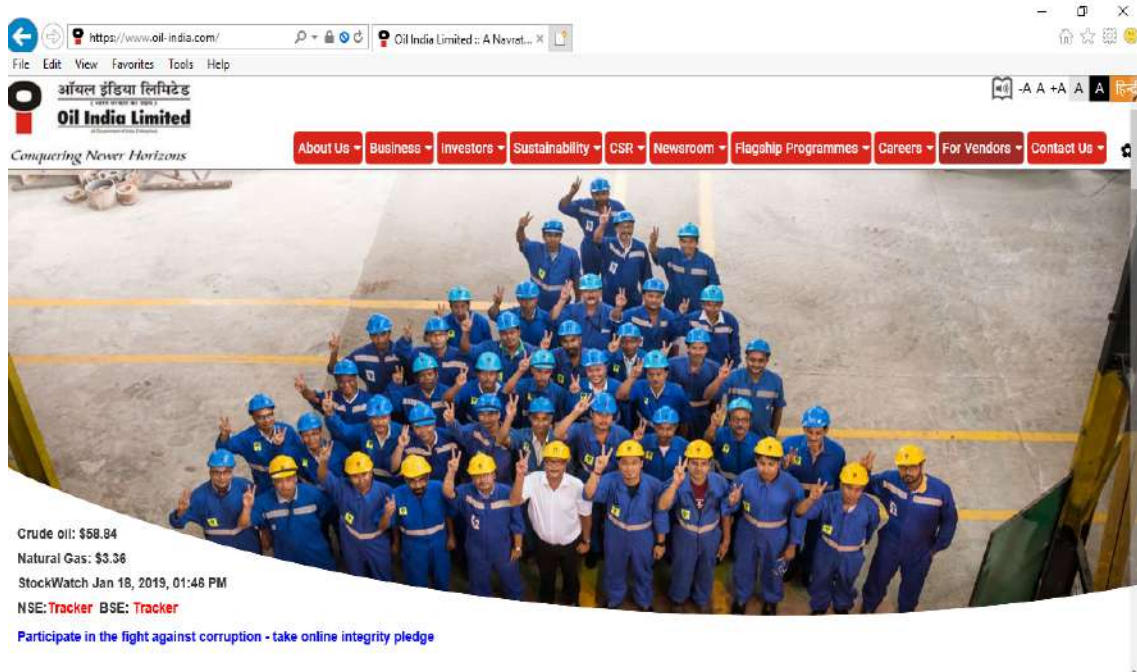 https://www.oil-india.com/
Oil India Limited :: A Navrat...
File Edit View Favorites Tools Help
-A A +A A A हिन्दी
ऑयल इंडिया लिमिटेड
Oil India Limited
Conquering Newer Horizons
About Us Business Investors Sustainability CSR Newsroom Flagship Programmes Careers For Vendors Contact Us
Crude oil: $58.84
Natural Gas: $3.36
StockWatch Jan 18, 2019, 01:46 PM
NSE:Tracker BSE: Tracker
Participate in the fight against corruption - take online integrity pledge